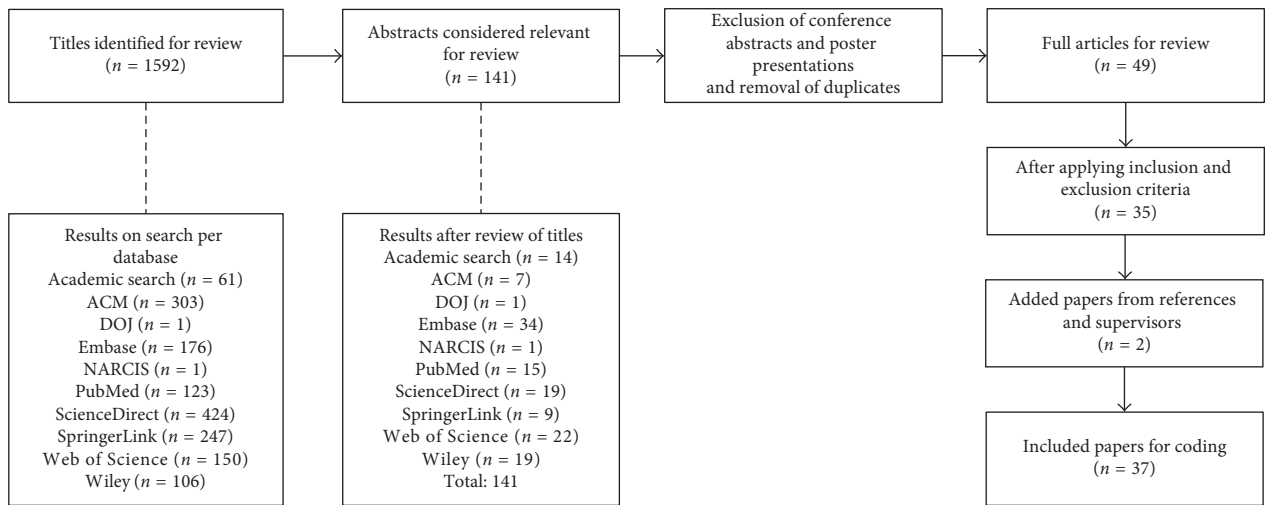 Titles identified for review
(n = 1592)
Abstracts considered relevant
for review
(n = 141)
Exclusion of conference
abstracts and poster
presentations
and removal of duplicates
Full articles for review
(n = 49)
After applying inclusion and
exclusion criteria
(n = 35)
Added papers from references
and supervisors
(n = 2)
Included papers for coding
(n = 37)
Results on search per
database
Academic search (n = 61)
ACM (n = 303)
DOJ (n = 1)
Embase (n = 176)
NARCIS (n = 1)
PubMed (n = 123)
ScienceDirect (n = 424)
SpringerLink (n = 247)
Web of Science (n = 150)
Wiley (n = 106)
Results after review of titles
Academic search (n = 14)
ACM (n = 7)
DOJ (n = 1)
Embase (n = 34)
NARCIS (n = 1)
PubMed (n = 15)
ScienceDirect (n = 19)
SpringerLink (n = 9)
Web of Science (n = 22)
Wiley (n = 19)
Total: 141